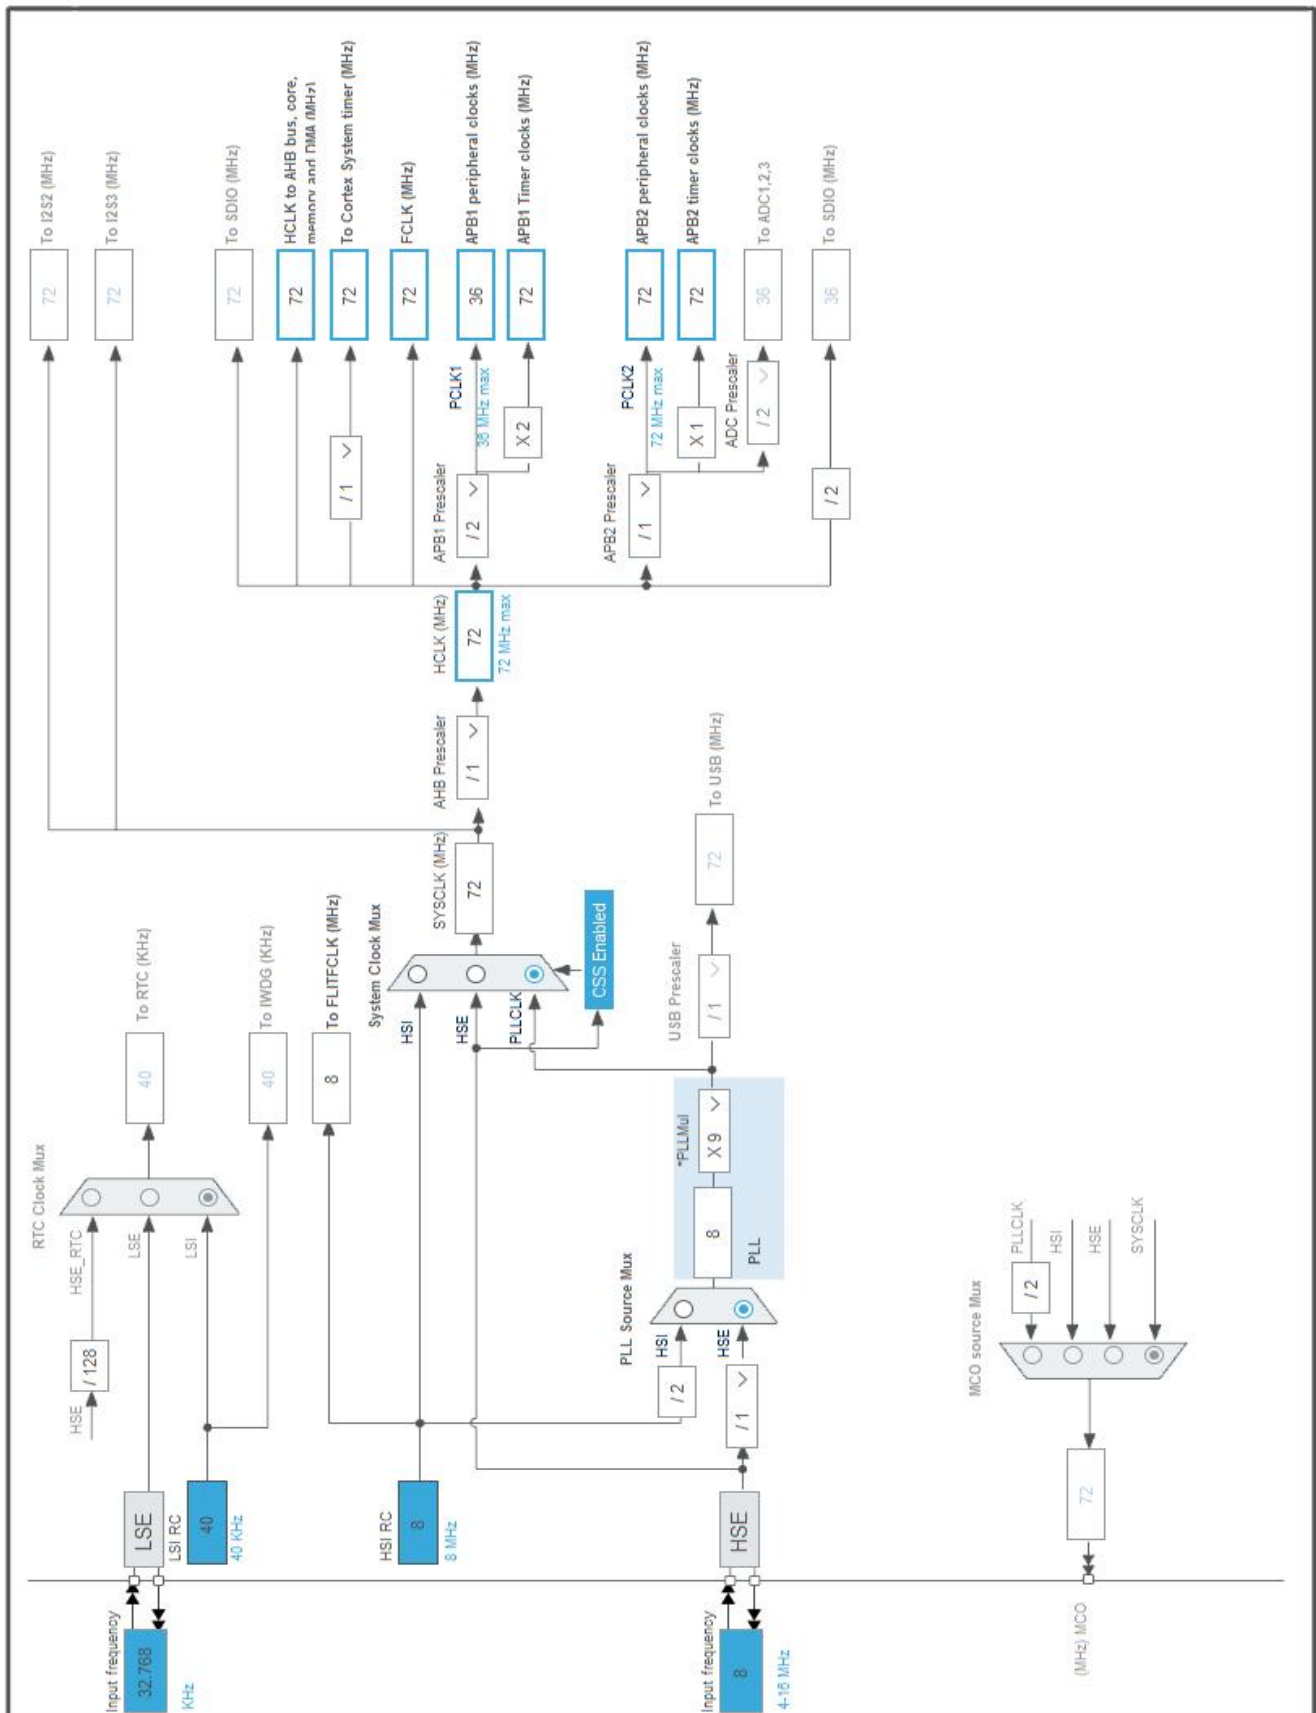 Input frequency
32.768
KHz
LSE
LSI RC
40
40 KHz
HSE
/ 128
HSE_RTC
LSE
LSI
RTC Clock Mux
40
To RTC (KHz)
40
To IWDG (KHz)
8
To FLITFCLK (MHz)
HSI RC
8
8 MHz
Input frequency
8
4-16 MHz
HSE
/ 2
/ 1
HSI
HSE
PLL Source Mux
8
PLL
*PLLMul
X 9
USB Prescaler
/ 1
72
To USB (MHz)
System Clock Mux
HSI
HSE
PLLCLK
CSS Enabled
SYSCLK (MHz)
72
AHB Prescaler
/ 1
HCLK (MHz)
72
72 MHz max
72
To I2S2 (MHz)
72
To I2S3 (MHz)
72
To SDIO (MHz)
72
HCLK to AHB bus, core,
memory and DMA (MHz)
/ 1
72
To Cortex System timer (MHz)
72
FCLK (MHz)
APB1 Prescaler
/ 2
PCLK1
36 MHz max
36
APB1 peripheral clocks (MHz)
X 2
72
APB1 Timer clocks (MHz)
APB2 Prescaler
/ 1
PCLK2
72 MHz max
72
APB2 peripheral clocks (MHz)
X 1
72
APB2 timer clocks (MHz)
ADC Prescaler
/ 2
36
To ADC1,2,3
/ 2
36
To SDIO (MHz)
MCO source Mux
/ 2
PLLCLK
HSI
HSE
SYSCLK
72
(MHz) MCO